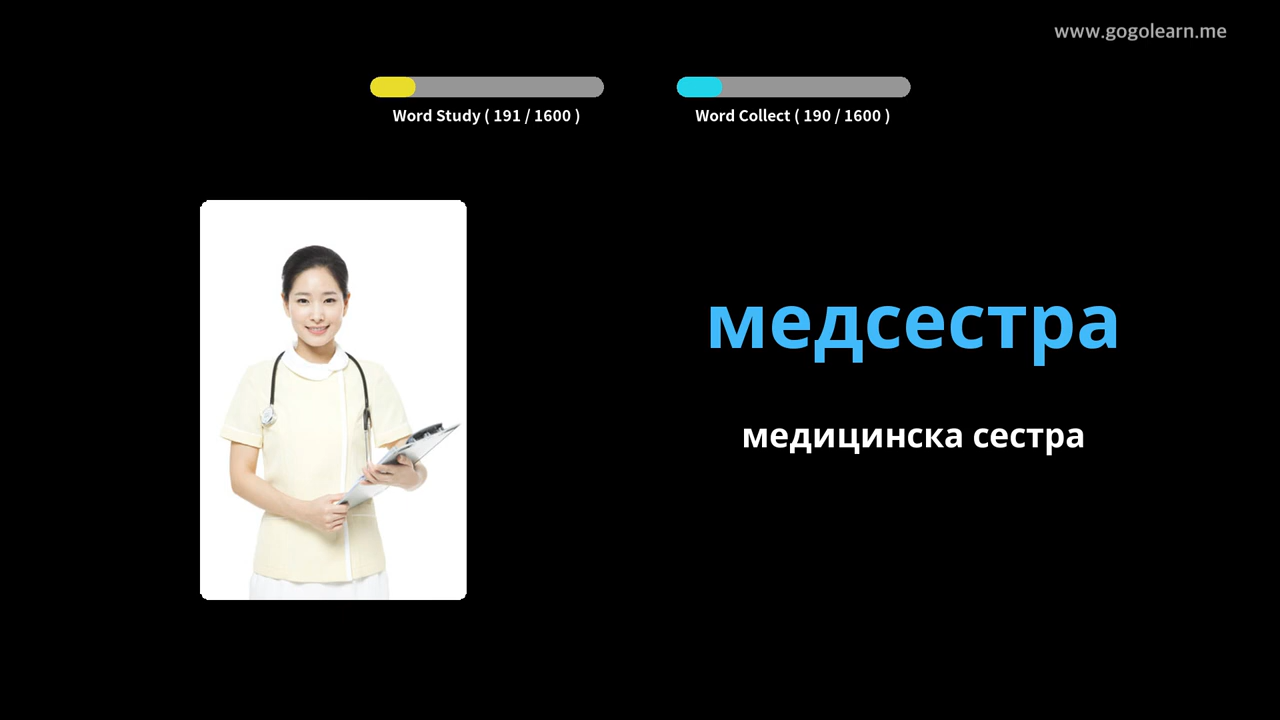 www.gogolearn.me
Word Study ( 191 / 1600 )
Word Collect ( 190 / 1600 )
медсестра
медицинска сестра